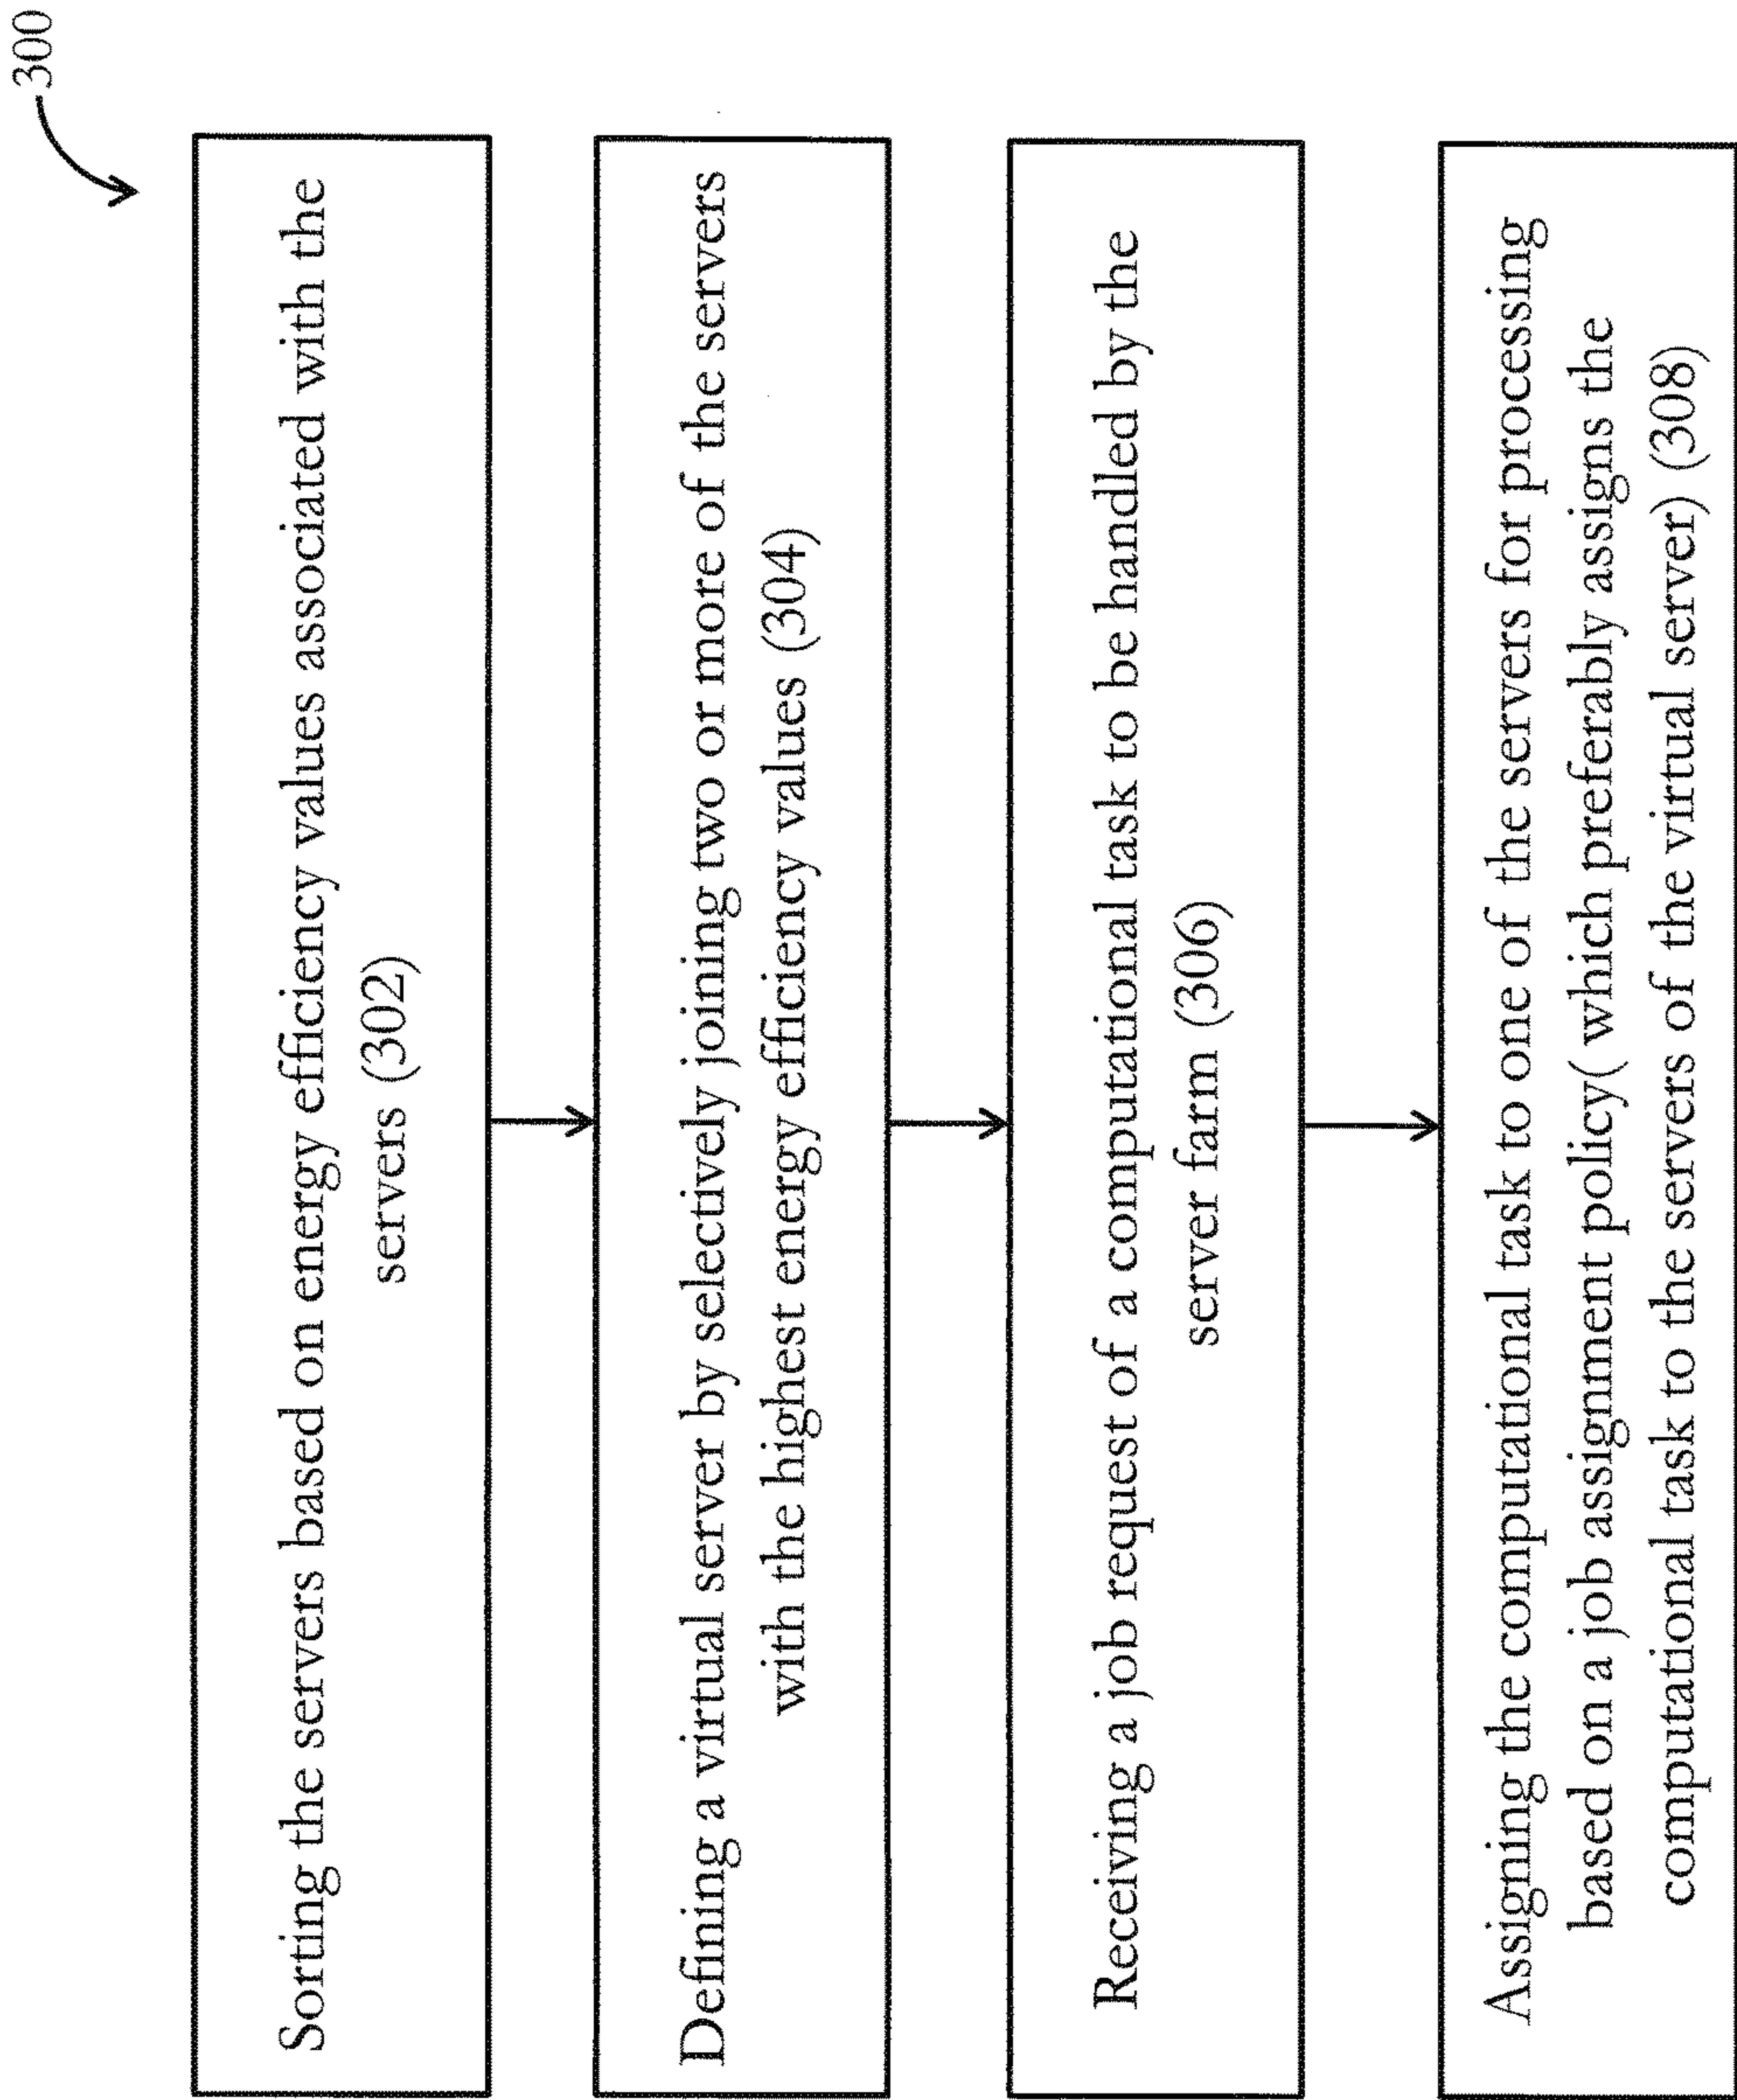 300
Sorting the servers based on energy efficiency values associated with the
servers (302)
Defining a virtual server by selectively joining two or more of the servers
with the highest energy efficiency values (304)
Receiving a job request of a computational task to be handled by the
server farm (306)
Assigning the computational task to one of the servers for processing
based on a job assignment policy( which preferably assigns the
computational task to the servers of the virtual server) (308)